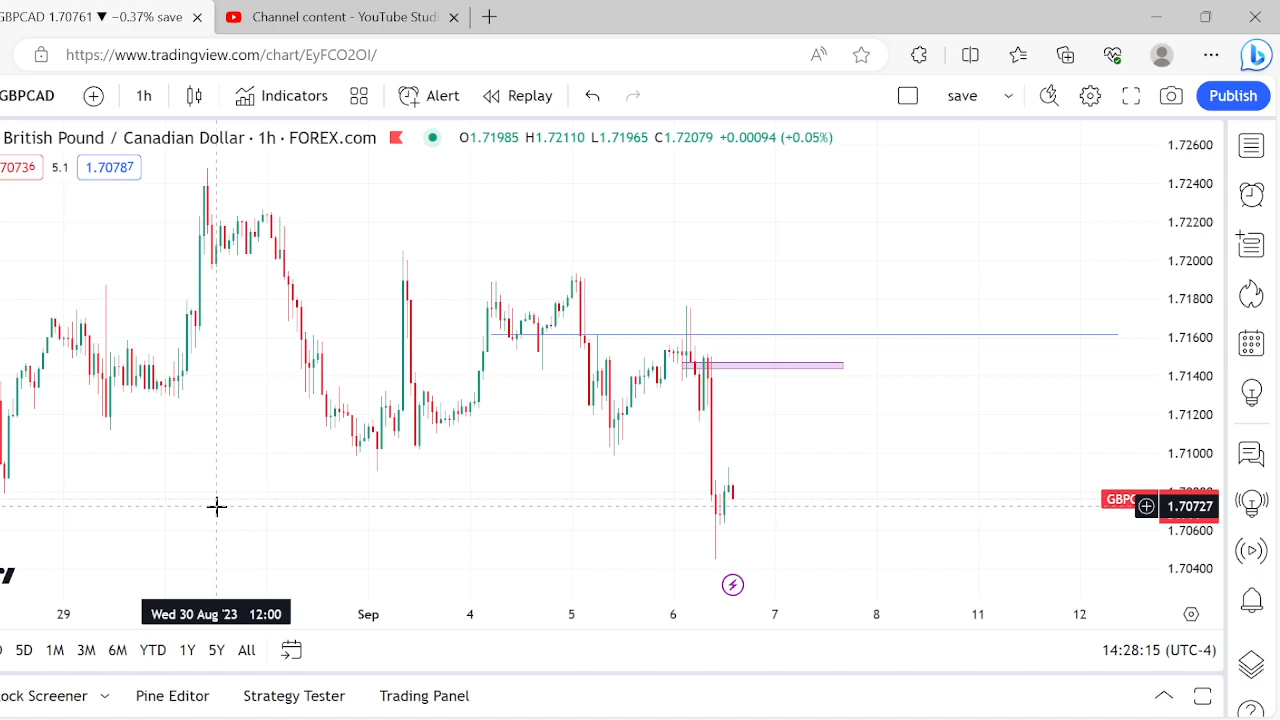 GBPCAD 1.70761 ▼ −0.37% save
Channel content - YouTube Studi
https://www.tradingview.com/chart/EyFCO2OI/
GBPCAD 1h Indicators Alert Replay save Publish
British Pound / Canadian Dollar · 1h · FOREX.com O1.71985 H1.72110 L1.71965 C1.72079 +0.00094 (+0.05%)
70736 5.1 1.70787
1.72600
1.72400
1.72200
1.72000
1.71800
1.71600
1.71400
1.71200
1.71000
GBPC
1.70727
1.70600
1.70400
29 Wed 30 Aug '23 12:00 Sep 4 5 6 7 8 11 12
5D 1M 3M 6M YTD 1Y 5Y All 14:28:15 (UTC-4)
tock Screener Pine Editor Strategy Tester Trading Panel